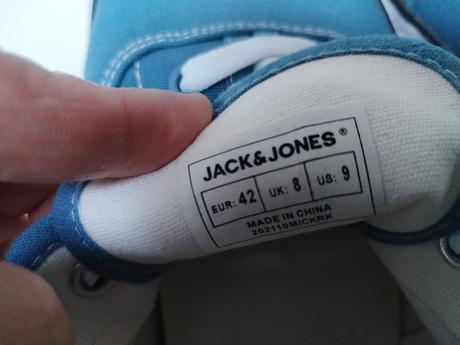 JACK&JONES®
EUR: 42 UK: 8 US: 9
MADE IN CHINA
202110MICKRK